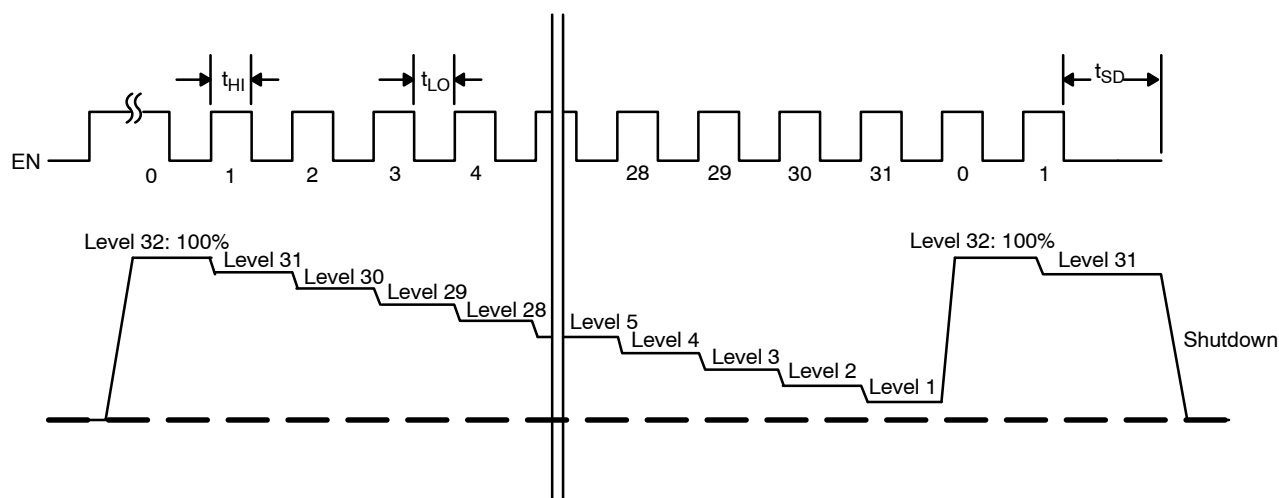 tHI
tLO
tSD
EN
0 1 2 3 4 28 29 30 31 0 1
Level 32: 100%
Level 31
Level 30
Level 29
Level 28
Level 5
Level 4
Level 3
Level 2
Level 1
Level 32: 100%
Level 31
Shutdown